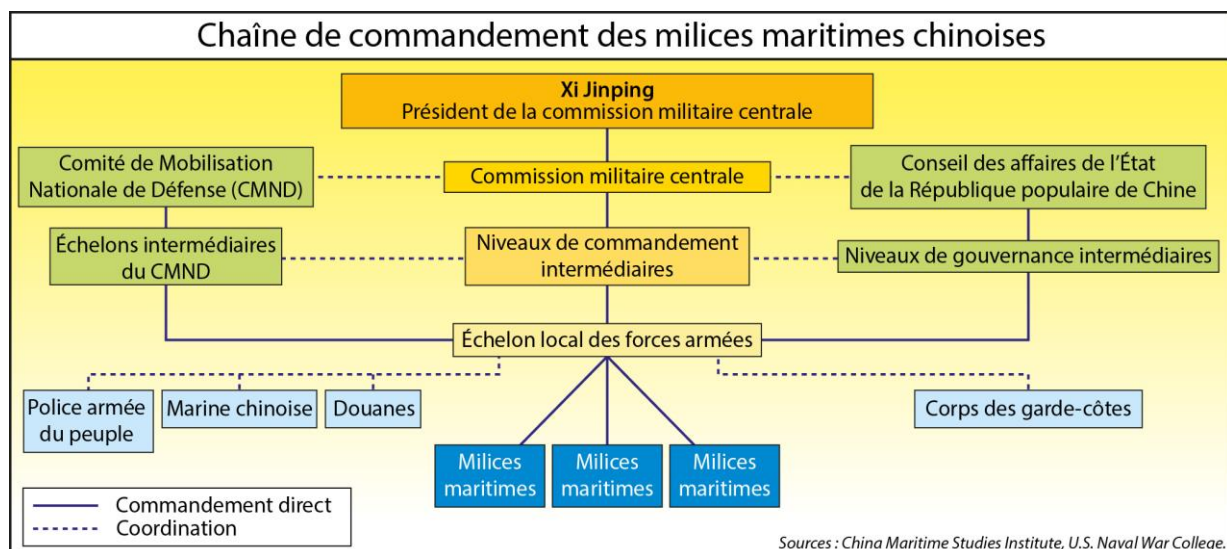 Chaîne de commandement des milices maritimes chinoises
Xi Jinping
Président de la commission militaire centrale
Comité de Mobilisation
Nationale de Défense (CMND)
Commission militaire centrale
Conseil des affaires de l'État
de la République populaire de Chine
Échelons intermédiaires
du CMND
Niveaux de commandement
intermédiaires
Niveaux de gouvernance intermédiaires
Échelon local des forces armées
Police armée
du peuple
Marine chinoise
Douanes
Corps des garde-côtes
Milices
maritimes
Milices
maritimes
Milices
maritimes
Commandement direct
Coordination
Sources : China Maritime Studies Institute, U.S. Naval War College.